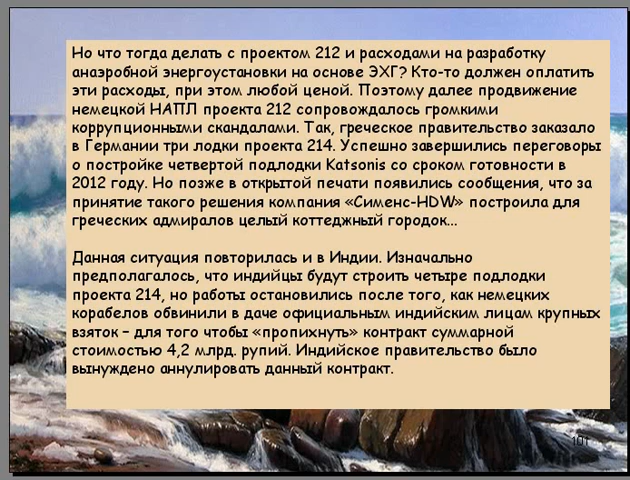 Но что тогда делать с проектом 212 и расходами на разработку
анаэробной энергоустановки на основе ЭХГ? Кто-то должен оплатить
эти расходы, при этом любой ценой. Поэтому далее продвижение
немецкой НАПЛ проекта 212 сопровождалось громкими
коррупционными скандалами. Так, греческое правительство заказало
в Германии три лодки проекта 214. Успешно завершились переговоры
о постройке четвертой подлодки Katsonis со сроком готовности в
2012 году. Но позже в открытой печати появились сообщения, что за
принятие такого решения компания «Сименс-HDW» построила для
греческих адмиралов целый коттеджный городок...
Данная ситуация повторилась и в Индии. Изначально
предполагалось, что индийцы будут строить четыре подлодки
проекта 214, но работы остановились после того, как немецких
корабелов обвинили в даче официальным индийским лицам крупных
взяток – для того чтобы «пропихнуть» контракт суммарной
стоимостью 4,2 млрд. рупий. Индийское правительство было
вынуждено аннулировать данный контракт.
101